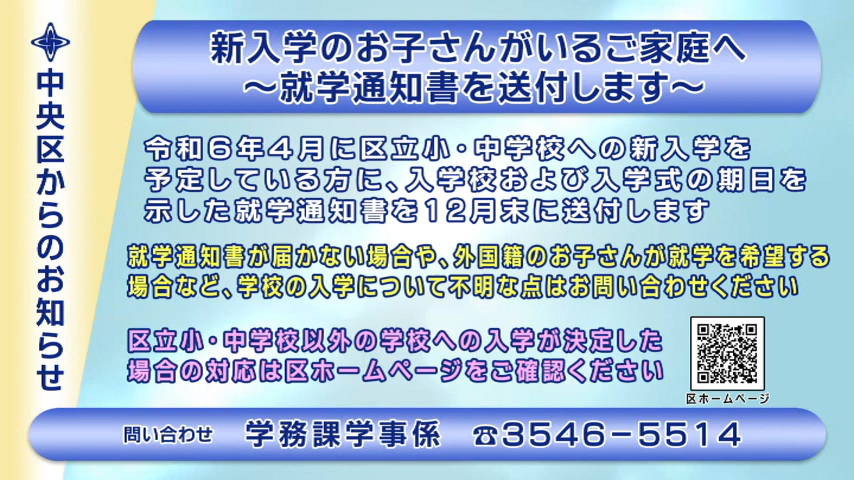 中央区からのお知らせ
新入学のお子さんがいるご家庭へ
～就学通知書を送付します～
令和６年４月に区立小・中学校への新入学を
予定している方に、入学校および入学式の期日を
示した就学通知書を12月末に送付します
就学通知書が届かない場合や、外国籍のお子さんが就学を希望する
場合など、学校の入学について不明な点はお問い合わせください
区立小・中学校以外の学校への入学が決定した
場合の対応は区ホームページをご確認ください
区ホームページ
問い合わせ 学務課学事係 ☎3546－5514